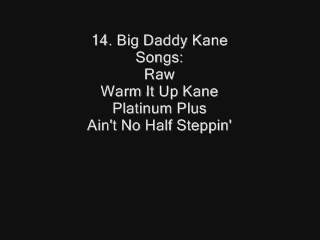 14. Big Daddy Kane
Songs:
Raw
Warm It Up Kane
Platinum Plus
Ain't No Half Steppin'